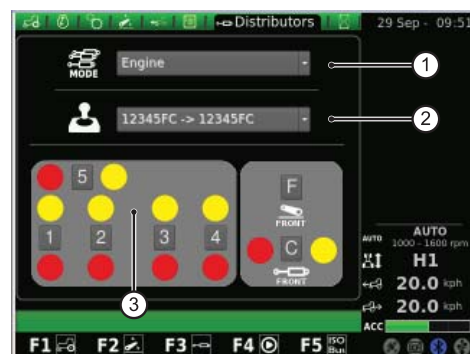 Distributors
29 Sep - 09:51
MODE
Engine
1
12345FC -> 12345FC
2
5
1 2 3 4
3
F
FRONT
C
FRONT
AUTO
AUTO
1000 - 1600 rpm
H1
20.0 kph
20.0 kph
ACC
F1 F2 F3 F4 F5 ISO Bus